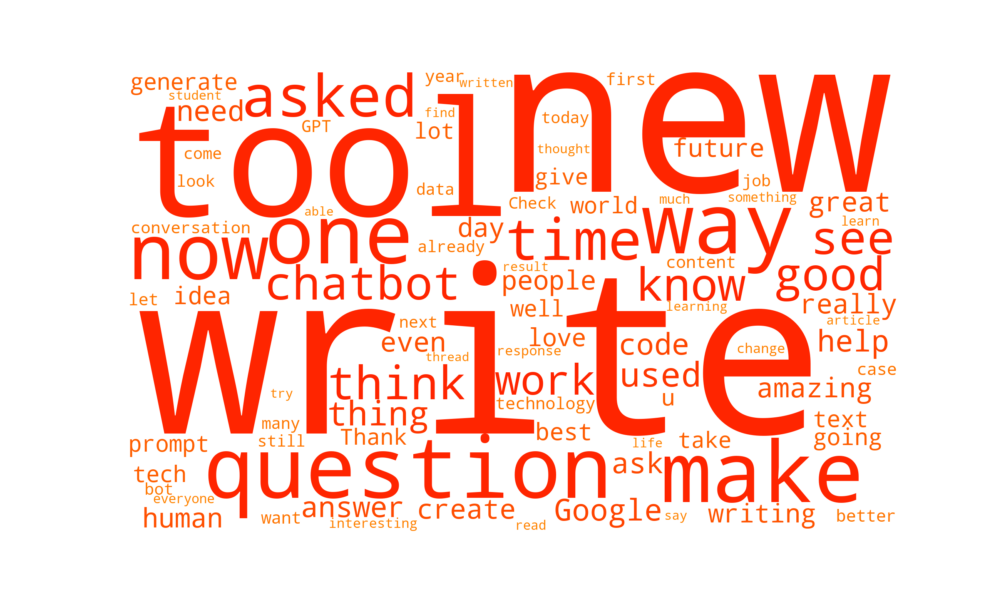 generate
student
need
asked
GPT
year
written
find
lot
new
first
today
thought
future
tool
come
look
data
give
job
something
much
great
able
Check
world
way
learn
conversation
now
one
day
already
time
see
content
chatbot
result
people
know
good
let
idea
well
learning
really
article
write
next
even
thread
response
love
code
change
help
case
try
think
work
used
u
amazing
technology
thing
many
still
Thank
best
life
take
text
going
prompt
question
ask
make
tech
bot
everyone
human
want
answer
interesting
create
read
Google
say
writing
better